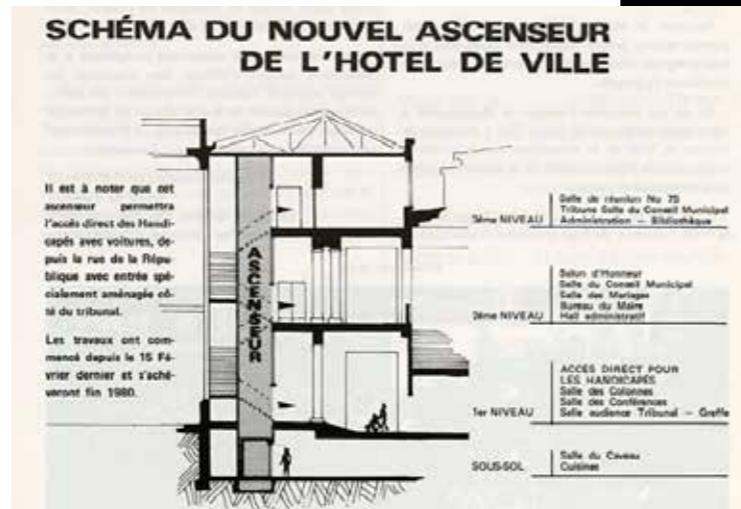 SCHÉMA DU NOUVEL ASCENSEUR
DE L'HOTEL DE VILLE
Il est à noter que cet
ascenseur permettra
l'accès direct des Handi-
capés avec voitures, de-
puis la rue de la Répu-
blique avec entrée spé-
cialement aménagée cô-
té du tribunal.
Les travaux ont com-
mencé depuis le 15 Fé-
vrier dernier et s'achè-
veront fin 1980.
ASCENSEUR
3ème NIVEAU
Salle de réunion No 75
Tribune Salle du Conseil Municipal
Administration – Bibliothèque
2ème NIVEAU
Salon d'Honneur
Salle du Conseil Municipal
Salle des Mariages
Bureau du Maire
Hall administratif
1er NIVEAU
ACCES DIRECT POUR
LES HANDICAPÉS
Salle des Colonnes
Salle des Conférences
Salle audience Tribunal – Greffe
SOUS-SOL
Salle du Caveau
Cuisines